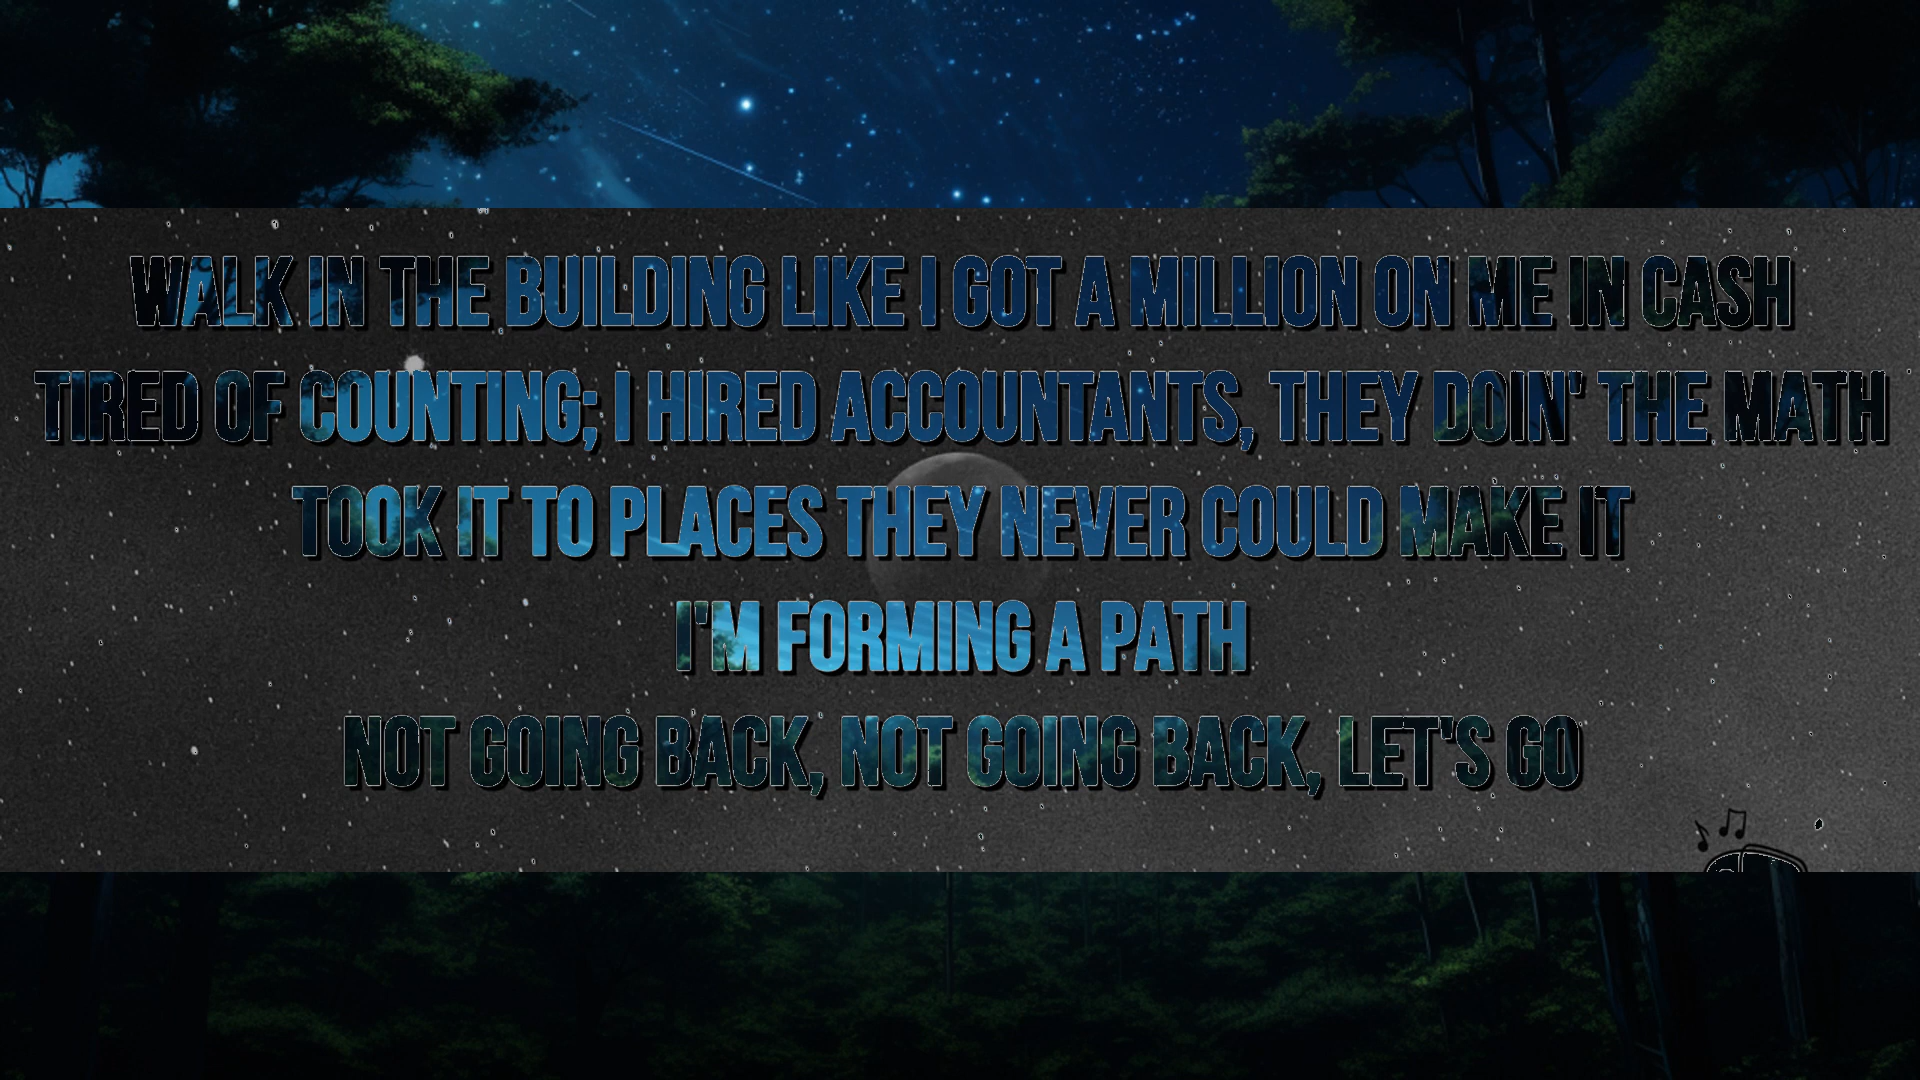 WALK IN THE BUILDING LIKE I GOT A MILLION ON ME IN CASH
TIRED OF COUNTING; I HIRED ACCOUNTANTS, THEY DOIN' THE MATH
TOOK IT TO PLACES THEY NEVER COULD MAKE IT
I'M FORMING A PATH
NOT GOING BACK, NOT GOING BACK, LET'S GO